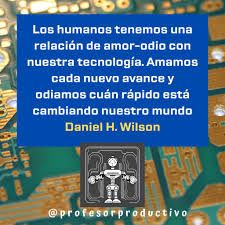 Los humanos tenemos una
relación de amor-odio con
nuestra tecnología. Amamos
cada nuevo avance y
odiamos cuán rápido está
cambiando nuestro mundo
Daniel H. Wilson
@profesorproductivo